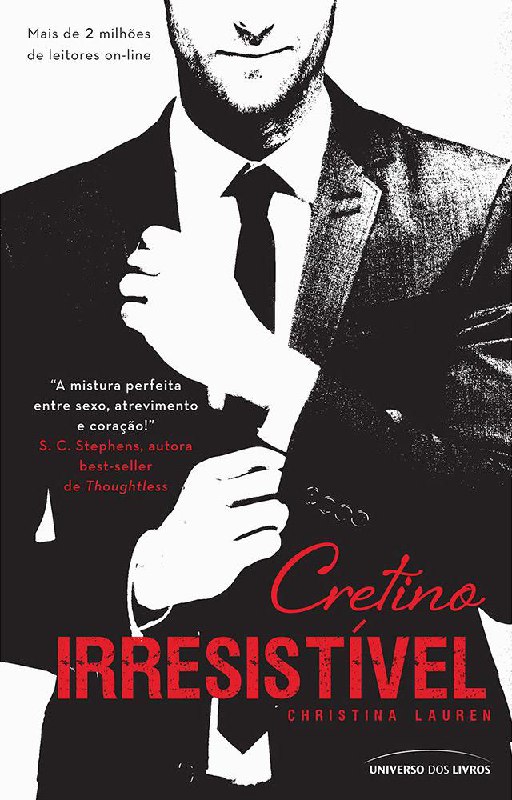 Mais de 2 milhões
de leitores on-line
“A mistura perfeita
entre sexo, atrevimento
e coração!”
S. C. Stephens, autora
best-seller
de Thoughtless
Cretino
IRRESISTÍVEL
CHRISTINA LAUREN
UNIVERSO DOS LIVROS